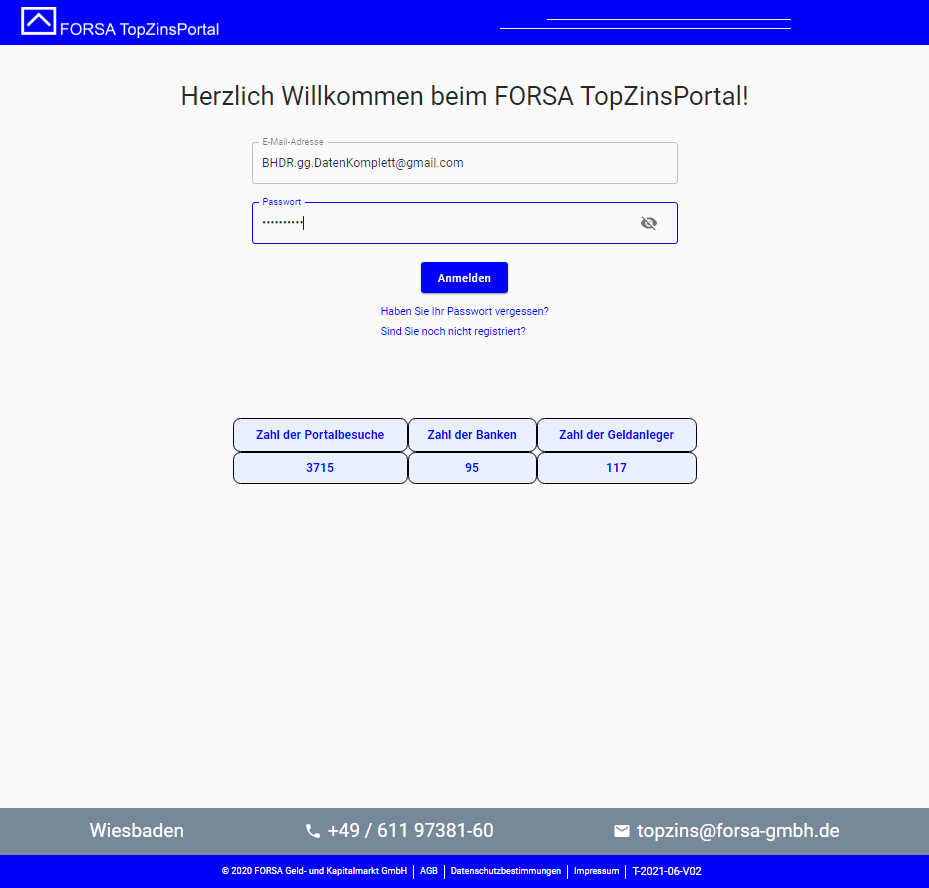 FORSA TopZinsPortal
Herzlich Willkommen beim FORSA TopZinsPortal!
E-Mail-Adresse
BHDR.gg.DatenKomplett@gmail.com
Passwort
••••••••••
Anmelden
Haben Sie Ihr Passwort vergessen?
Sind Sie noch nicht registriert?
Zahl der Portalbesuche Zahl der Banken Zahl der Geldanleger
3715 95 117
Wiesbaden +49 / 611 97381-60 topzins@forsa-gmbh.de
© 2020 FORSA Geld- und Kapitalmarkt GmbH | AGB | Datenschutzbestimmungen | Impressum | T-2021-06-V02